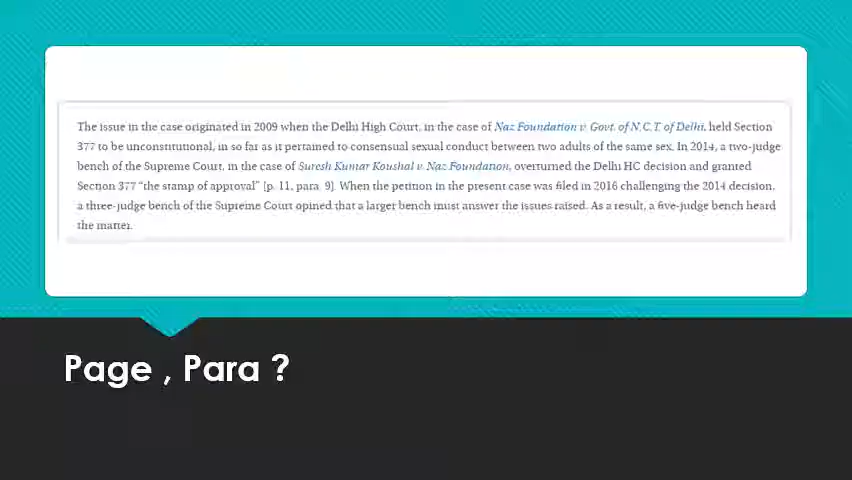 The issue in the case originated in 2009 when the Delhi High Court, in the case of Naz Foundation v. Govt. of N.C.T. of Delhi, held Section
377 to be unconstitutional, in so far as it pertained to consensual sexual conduct between two adults of the same sex. In 2014, a two-judge
bench of the Supreme Court, in the case of Suresh Kumar Koushal v. Naz Foundation, overturned the Delhi HC decision and granted
Section 377 “the stamp of approval” [p. 11, para. 9]. When the petition in the present case was filed in 2016 challenging the 2014 decision,
a three-judge bench of the Supreme Court opined that a larger bench must answer the issues raised. As a result, a five-judge bench heard
the matter.
Page , Para ?